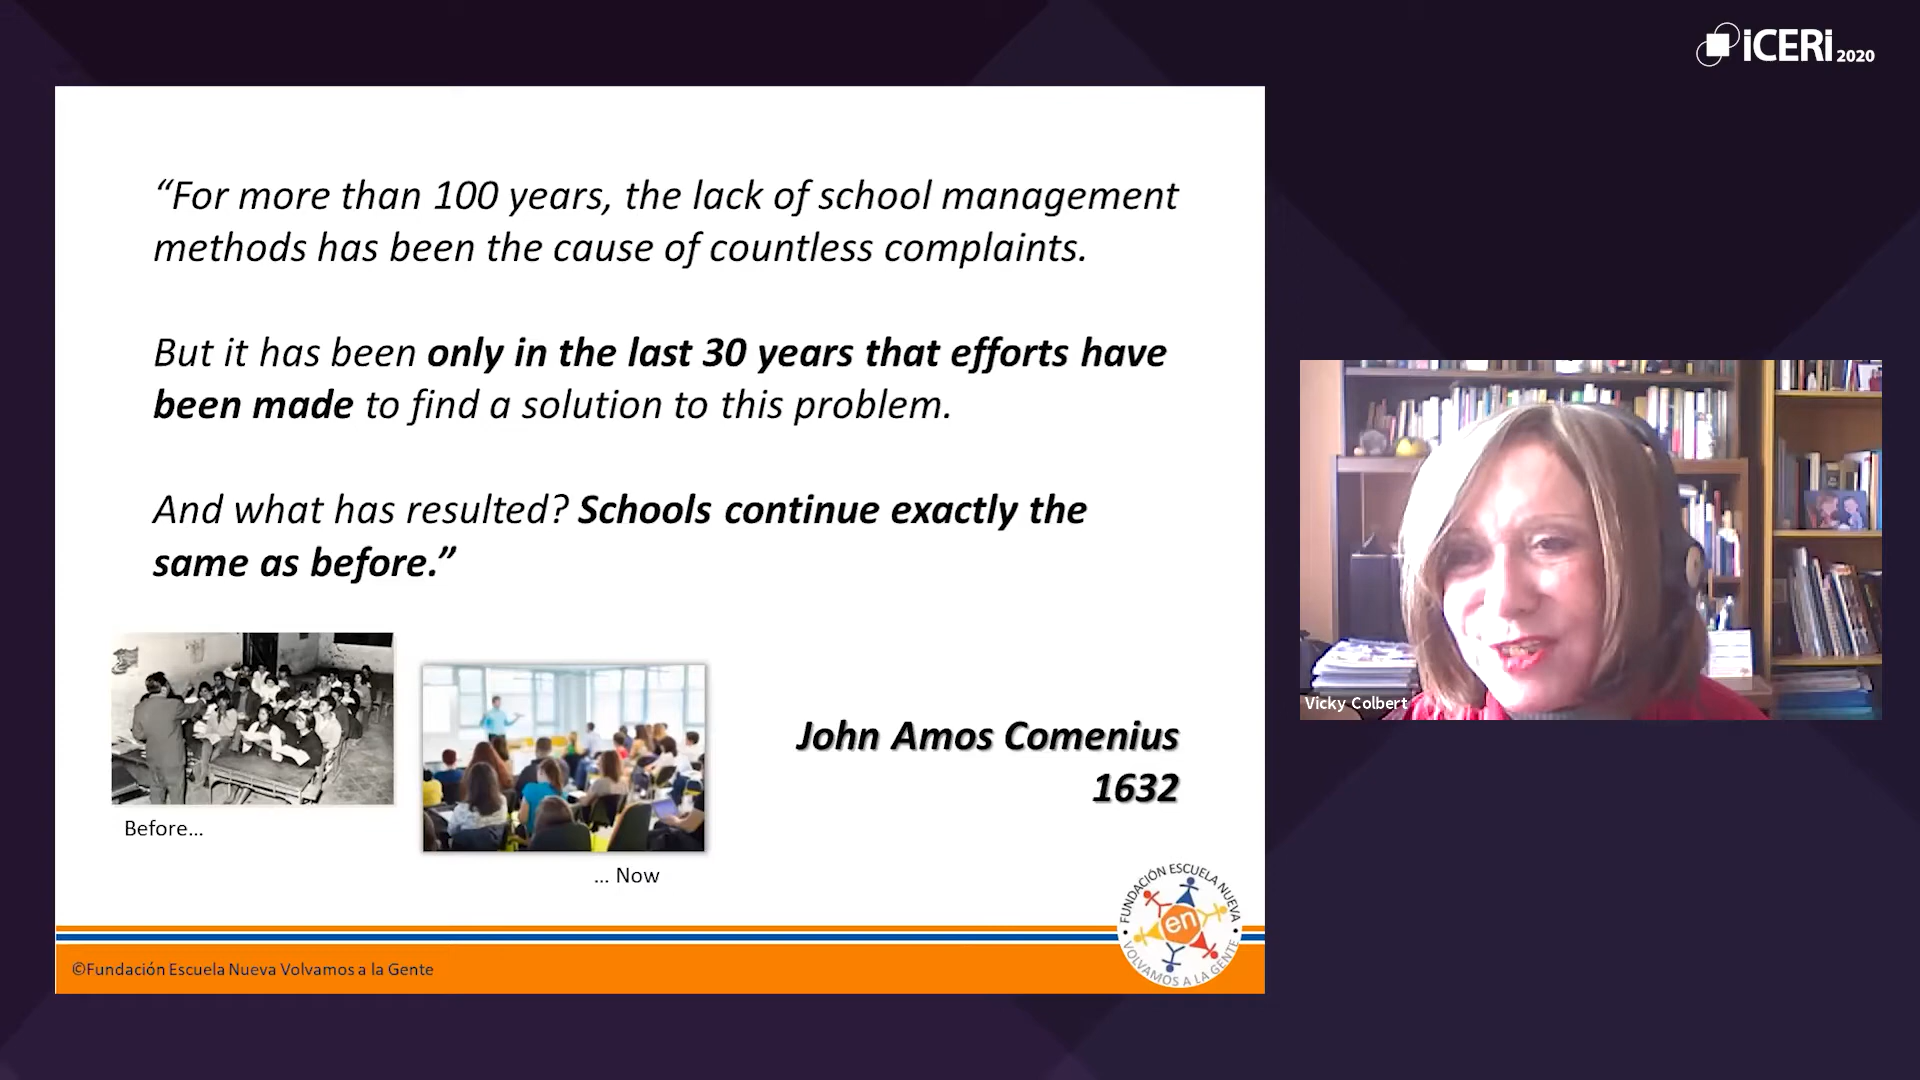 iCERi 2020
“For more than 100 years, the lack of school management
methods has been the cause of countless complaints.
But it has been only in the last 30 years that efforts have
been made to find a solution to this problem.
And what has resulted? Schools continue exactly the
same as before.”
John Amos Comenius
1632
Before...
... Now
©Fundación Escuela Nueva Volvamos a la Gente
• FUNDACIÓN ESCUELA NUEVA •
en
VOLVAMOS A LA GENTE
Vicky Colbert